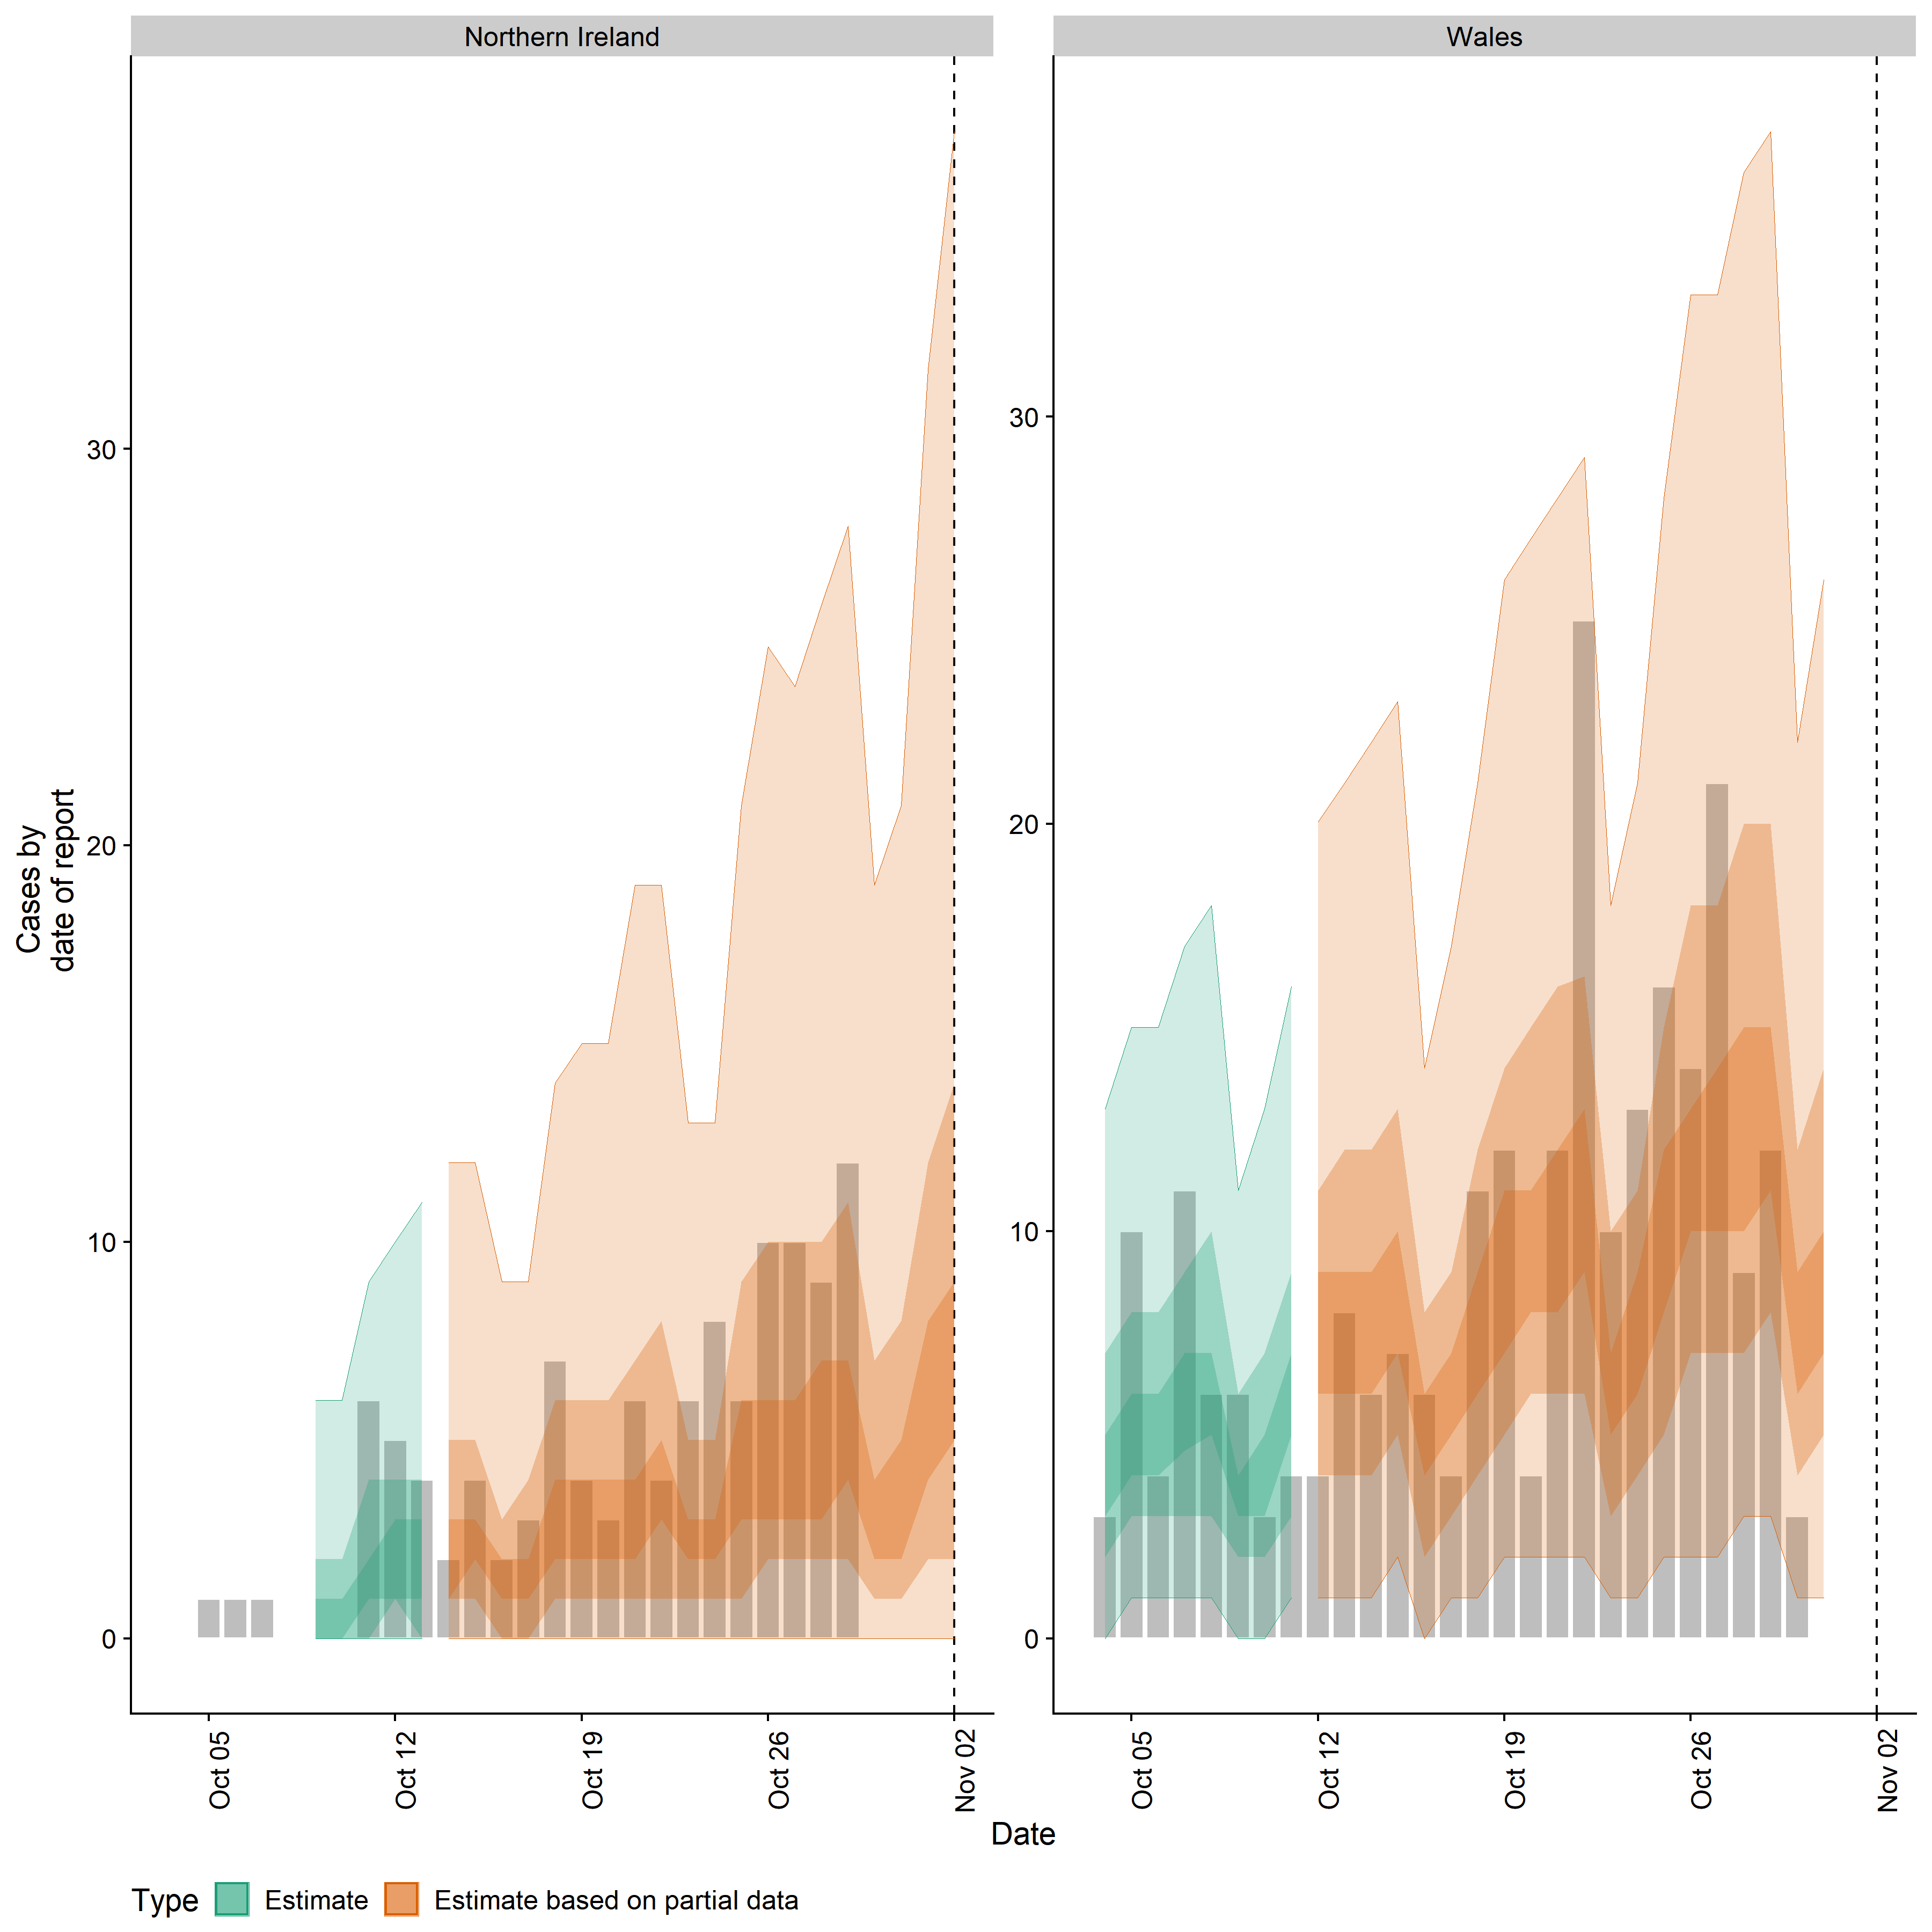 Northern Ireland
Wales
Cases by
date of report
30
20
10
0
30
20
10
0
Oct 05
Oct 12
Oct 19
Oct 26
Nov 02
Oct 05
Oct 12
Oct 19
Oct 26
Nov 02
Date
Type Estimate Estimate based on partial data